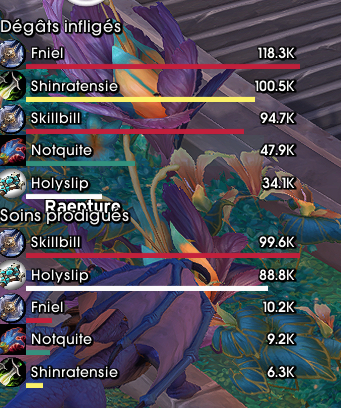 Dégâts infligés
Fniel 118.3K
Shinratensie 100.5K
Skillbill 94.7K
Notquite 47.9K
Holyslip 34.1K
Raenture
Soins prodigués
Skillbill 99.6K
Holyslip 88.8K
Fniel 10.2K
Notquite 9.2K
Shinratensie 6.3K